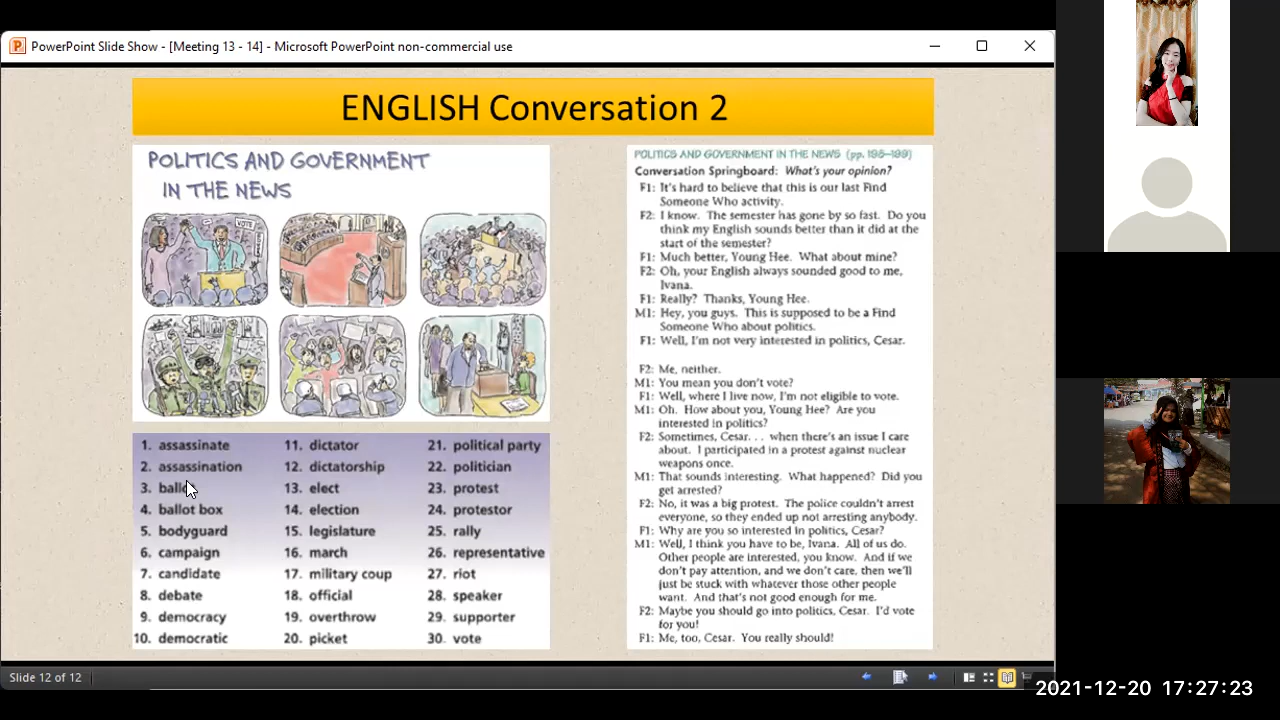 PowerPoint Slide Show - [Meeting 13 - 14] - Microsoft PowerPoint non-commercial use
ENGLISH Conversation 2
POLITICS AND GOVERNMENT
IN THE NEWS
VOTE
1. assassinate
2. assassination
3. ball
4. ballot box
5. bodyguard
6. campaign
7. candidate
8. debate
9. democracy
10. democratic
11. dictator
12. dictatorship
13. elect
14. election
15. legislature
16. march
17. military coup
18. official
19. overthrow
20. picket
21. political party
22. politician
23. protest
24. protestor
25. rally
26. representative
27. riot
28. speaker
29. supporter
30. vote
POLITICS AND GOVERNMENT IN THE NEWS (pp. 196–199)
Conversation Springboard: What's your opinion?
F1: It's hard to believe that this is our last Find
Someone Who activity.
F2: I know. The semester has gone by so fast. Do you
think my English sounds better than it did at the
start of the semester?
F1: Much better, Young Hee. What about mine?
F2: Oh, your English always sounded good to me,
Ivana.
F1: Really? Thanks, Young Hee.
M1: Hey, you guys. This is supposed to be a Find
Someone Who about politics.
F1: Well, I'm not very interested in politics, Cesar.
F2: Me, neither.
M1: You mean you don't vote?
F1: Well, where I live now, I'm not eligible to vote.
M1: Oh. How about you, Young Hee? Are you
interested in politics?
F2: Sometimes, Cesar. . . when there's an issue I care
about. I participated in a protest against nuclear
weapons once.
M1: That sounds interesting. What happened? Did you
get arrested?
F2: No, it was a big protest. The police couldn't arrest
everyone, so they ended up not arresting anybody.
F1: Why are you so interested in politics, Cesar?
M1: Well, I think you have to be, Ivana. All of us do.
Other people are interested, you know. And if we
don't pay attention, and we don't care, then we'll
just be stuck with whatever those other people
want. And that's not good enough for me.
F2: Maybe you should go into politics, Cesar. I'd vote
for you!
F1: Me, too, Cesar. You really should!
Slide 12 of 12
2021-12-20 17:27:23